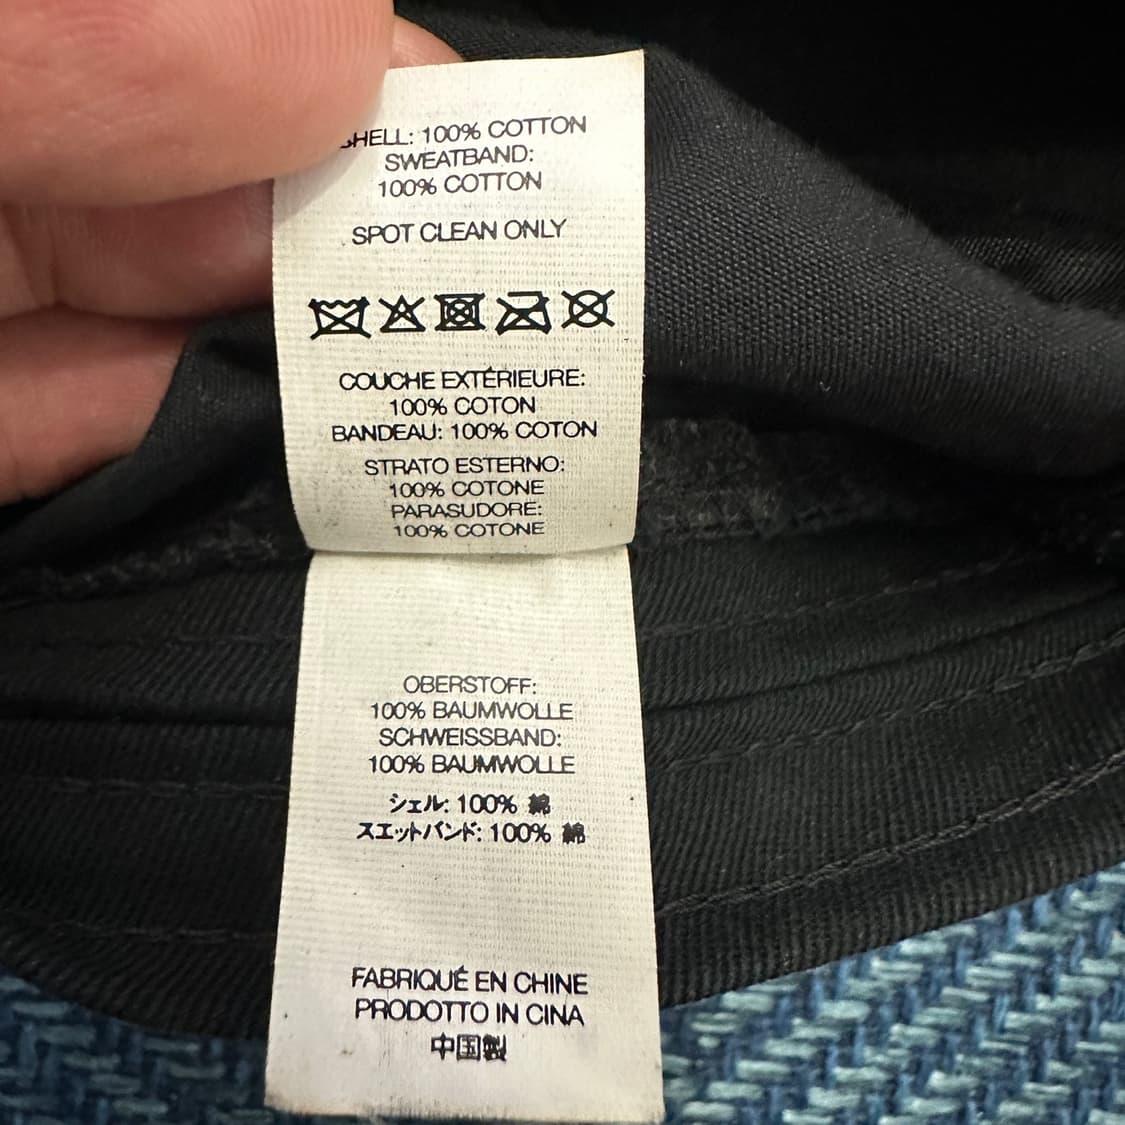 SHELL: 100% COTTON
SWEATBAND:
100% COTTON
SPOT CLEAN ONLY
COUCHE EXTÉRIEURE:
100% COTON
BANDEAU: 100% COTON
STRATO ESTERNO:
100% COTONE
PARASUDORE:
100% COTONE
OBERSTOFF:
100% BAUMWOLLE
SCHWEISSBAND:
100% BAUMWOLLE
シェル: 100% 綿
スエットバンド: 100% 綿
FABRIQUÉ EN CHINE
PRODOTTO IN CINA
中国製